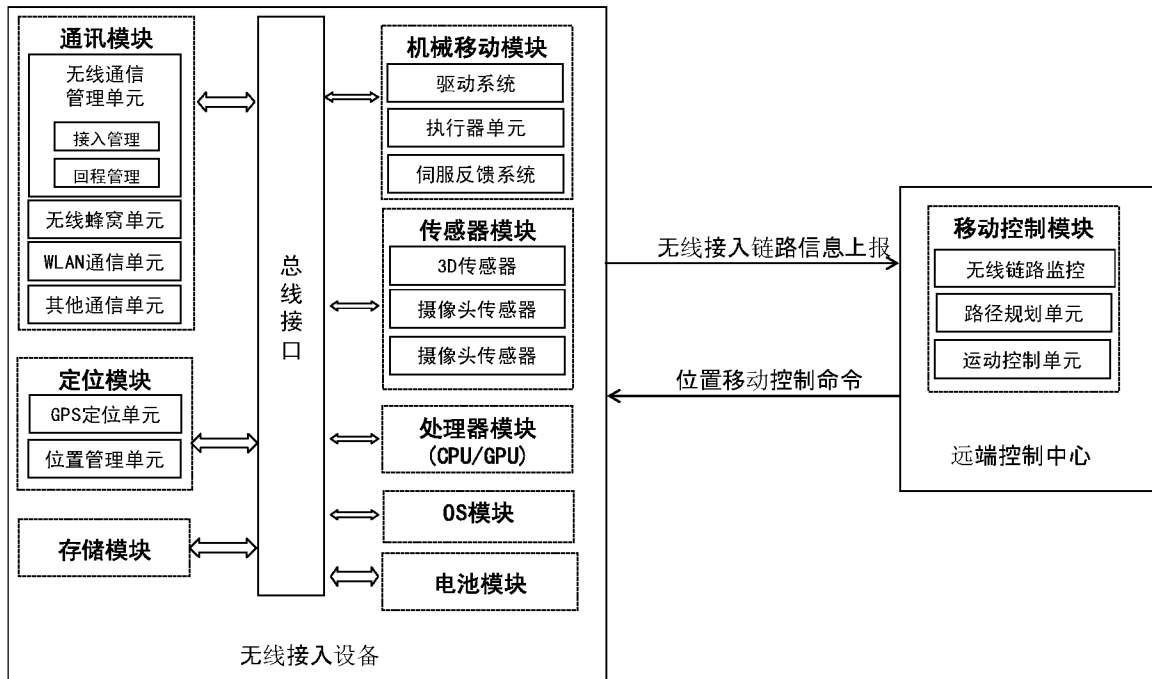 通讯模块
无线通信
管理单元
接入管理
回程管理
无线蜂窝单元
WLAN通信单元
其他通信单元
定位模块
GPS定位单元
位置管理单元
存储模块
总
线
接
口
机械移动模块
驱动系统
执行器单元
伺服反馈系统
传感器模块
3D传感器
摄像头传感器
摄像头传感器
处理器模块
(CPU/GPU)
OS模块
电池模块
无线接入设备
无线接入链路信息上报
位置移动控制命令
移动控制模块
无线链路监控
路径规划单元
运动控制单元
远端控制中心